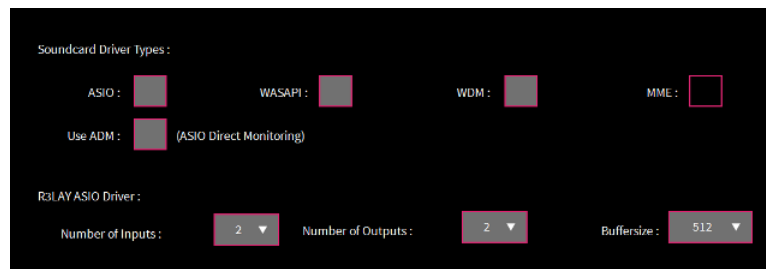 Soundcard Driver Types :
ASIO : WASAPI : WDM : MME :
Use ADM : (ASIO Direct Monitoring)
R3LAY ASIO Driver :
Number of Inputs : 2 ▼ Number of Outputs : 2 ▼ Buffersize : 512 ▼